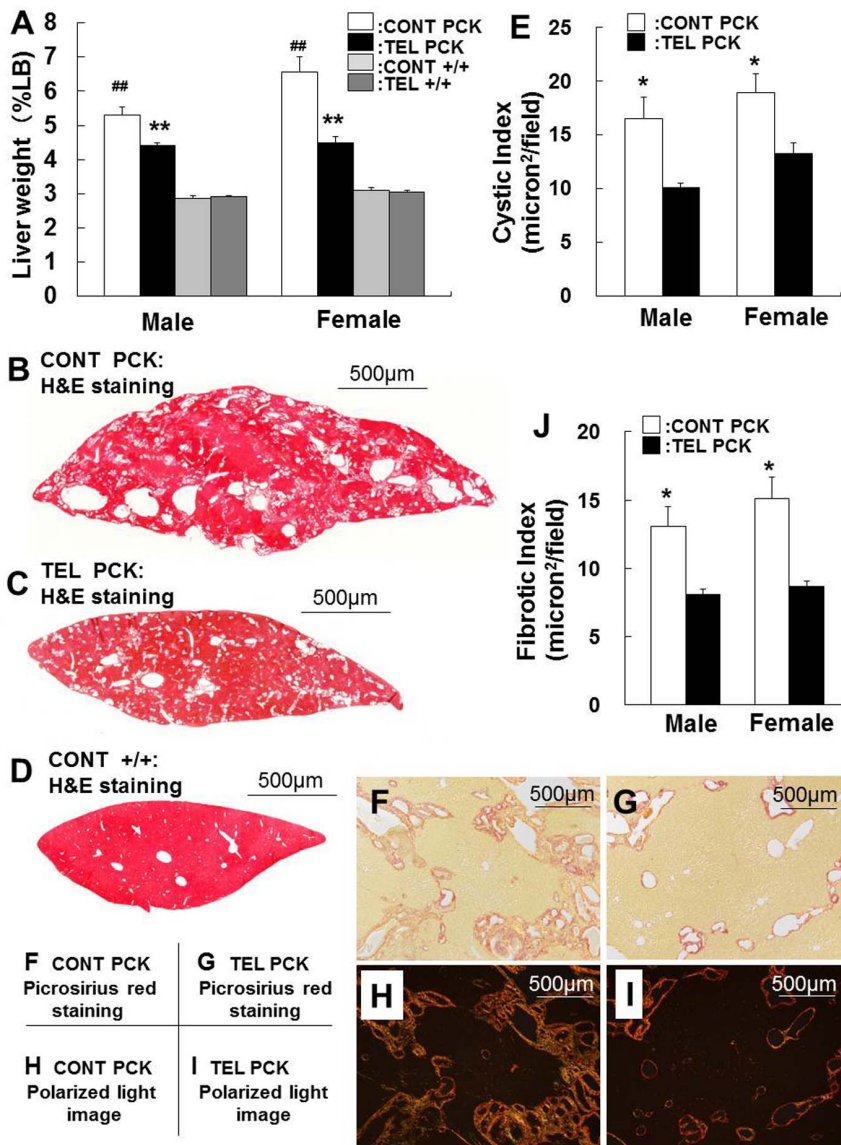 A
8
7
6
5
4
3
2
1
0
Liver weight (%LB)
:CONT PCK
:TEL PCK
:CONT +/+
:TEL +/+
##
**
##
**
Male
Female
E
25
20
15
10
5
0
Cystic Index
(micron²/field)
:CONT PCK
:TEL PCK
*
*
Male
Female
B CONT PCK:
H&E staining
500µm
C TEL PCK:
H&E staining
500µm
D CONT +/+:
H&E staining
500µm
J
20
15
10
5
0
Fibrotic Index
(micron²/field)
:CONT PCK
:TEL PCK
*
*
Male
Female
F
500µm
G
500µm
H
500µm
I
500µm
F CONT PCK
Picrosirius red
staining
G TEL PCK
Picrosirius red
staining
H CONT PCK
Polarized light
image
I TEL PCK
Polarized light
image